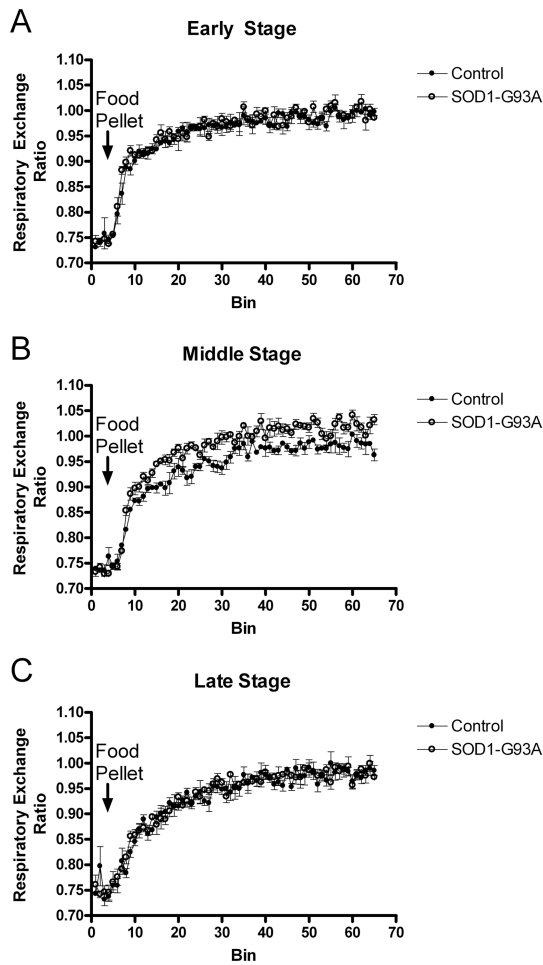 A
Early Stage
Respiratory Exchange
Ratio
1.10
1.05
1.00
0.95
0.90
0.85
0.80
0.75
0.70
Food
Pellet
Control
SOD1-G93A
0 10 20 30 40 50 60 70
Bin
B
Middle Stage
Respiratory Exchange
Ratio
1.10
1.05
1.00
0.95
0.90
0.85
0.80
0.75
0.70
Food
Pellet
Control
SOD1-G93A
0 10 20 30 40 50 60 70
Bin
C
Late Stage
Respiratory Exchange
Ratio
1.10
1.05
1.00
0.95
0.90
0.85
0.80
0.75
0.70
Food
Pellet
Control
SOD1-G93A
0 10 20 30 40 50 60 70
Bin